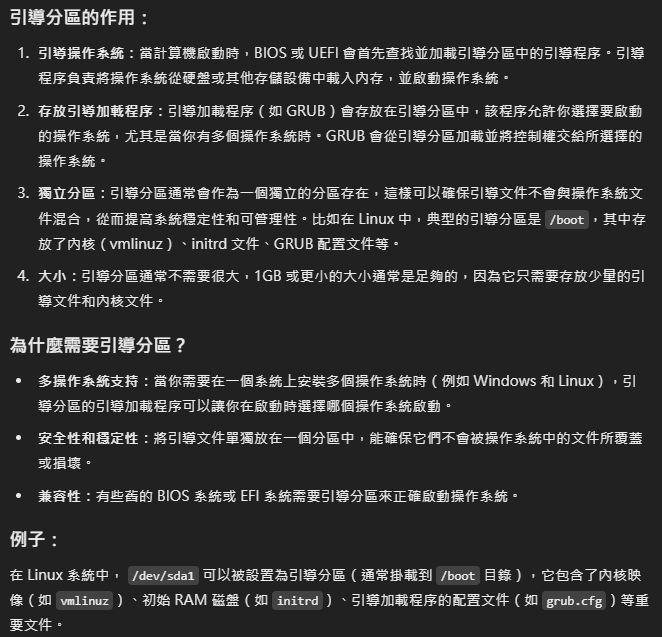 引導分區的作用：
1. 引導操作系統：當計算機啟動時，BIOS 或 UEFI 會首先查找並加載引導分區中的引導程序。引
導程序負責將操作系統從硬盤或其他存儲設備中載入內存，並啟動操作系統。
2. 存放引導加載程序：引導加載程序（如 GRUB）會存放在引導分區中，該程序允許你選擇要啟動
的操作系統，尤其是當你有多個操作系統時。GRUB 會從引導分區加載並將控制權交給所選擇的
操作系統。
3. 獨立分區：引導分區通常會作為一個獨立的分區存在，這樣可以確保引導文件不會與操作系統文
件混合，從而提高系統穩定性和可管理性。比如在 Linux 中，典型的引導分區是 /boot，其中存
放了內核（vmlinuz）、initrd 文件、GRUB 配置文件等。
4. 大小：引導分區通常不需要很大，1GB 或更小的大小通常是足夠的，因為它只需要存放少量的引
導文件和內核文件。
為什麼需要引導分區？
• 多操作系統支持：當你需要在一個系統上安裝多個操作系統時（例如 Windows 和 Linux），引
導分區的引導加載程序可以讓你在啟動時選擇哪個操作系統啟動。
• 安全性和穩定性：將引導文件單獨放在一個分區中，能確保它們不會被操作系統中的文件所覆蓋
或損壞。
• 兼容性：有些舊的 BIOS 系統或 EFI 系統需要引導分區來正確啟動操作系統。
例子：
在 Linux 系統中， /dev/sda1 可以被設置為引導分區（通常掛載到 /boot 目錄），它包含了內核映
像（如 vmlinuz）、初始 RAM 磁盤（如 initrd）、引導加載程序的配置文件（如 grub.cfg）等重
要文件。